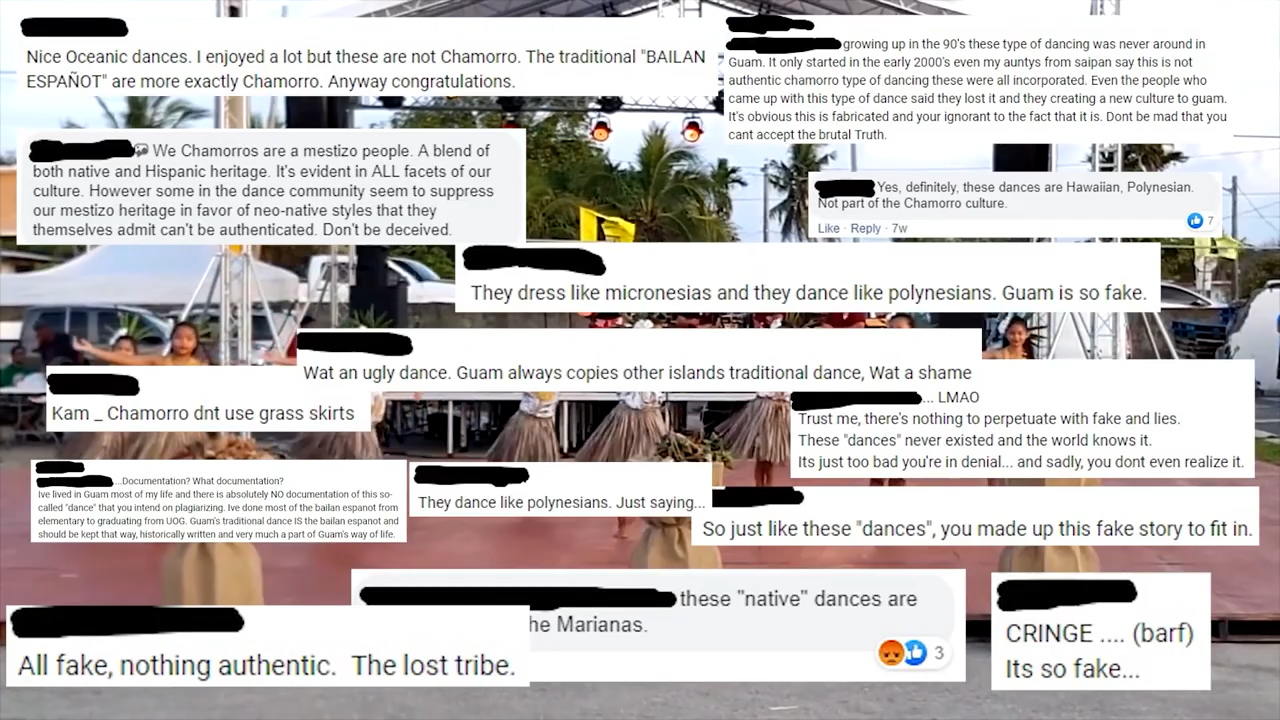 Nice Oceanic dances. I enjoyed a lot but these are not Chamorro. The traditional "BAILAN
ESPAÑOT" are more exactly Chamorro. Anyway congratulations.
growing up in the 90's these type of dancing was never around in
Guam. It only started in the early 2000's even my auntys from saipan say this is not
authentic chamorro type of dancing these were all incorporated. Even the people who
came up with this type of dance said they lost it and they creating a new culture to guam.
It's obvious this is fabricated and your ignorant to the fact that it is. Dont be mad that you
cant accept the brutal Truth.
We Chamorros are a mestizo people. A blend of
both native and Hispanic heritage. It's evident in ALL facets of our
culture. However some in the dance community seem to suppress
our mestizo heritage in favor of neo-native styles that they
themselves admit can't be authenticated. Don't be deceived.
Yes, definitely, these dances are Hawaiian, Polynesian.
Not part of the Chamorro culture.
Like · Reply · 7w
7
They dress like micronesias and they dance like polynesians. Guam is so fake.
Wat an ugly dance. Guam always copies other islands traditional dance, Wat a shame
Kam _ Chamorro dnt use grass skirts
... LMAO
Trust me, there's nothing to perpetuate with fake and lies.
These "dances" never existed and the world knows it.
Its just too bad you're in denial... and sadly, you dont even realize it.
...Documentation? What documentation?
Ive lived in Guam most of my life and there is absolutely NO documentation of this so-
called "dance" that you intend on plagiarizing. Ive done most of the bailan espanot from
elementary to graduating from UOG. Guam's traditional dance IS the bailan espanot and
should be kept that way, historically written and very much a part of Guam's way of life.
They dance like polynesians. Just saying...
So just like these "dances", you made up this fake story to fit in.
these "native" dances are
he Marianas.
3
All fake, nothing authentic. The lost tribe.
CRINGE .... (barf)
Its so fake...